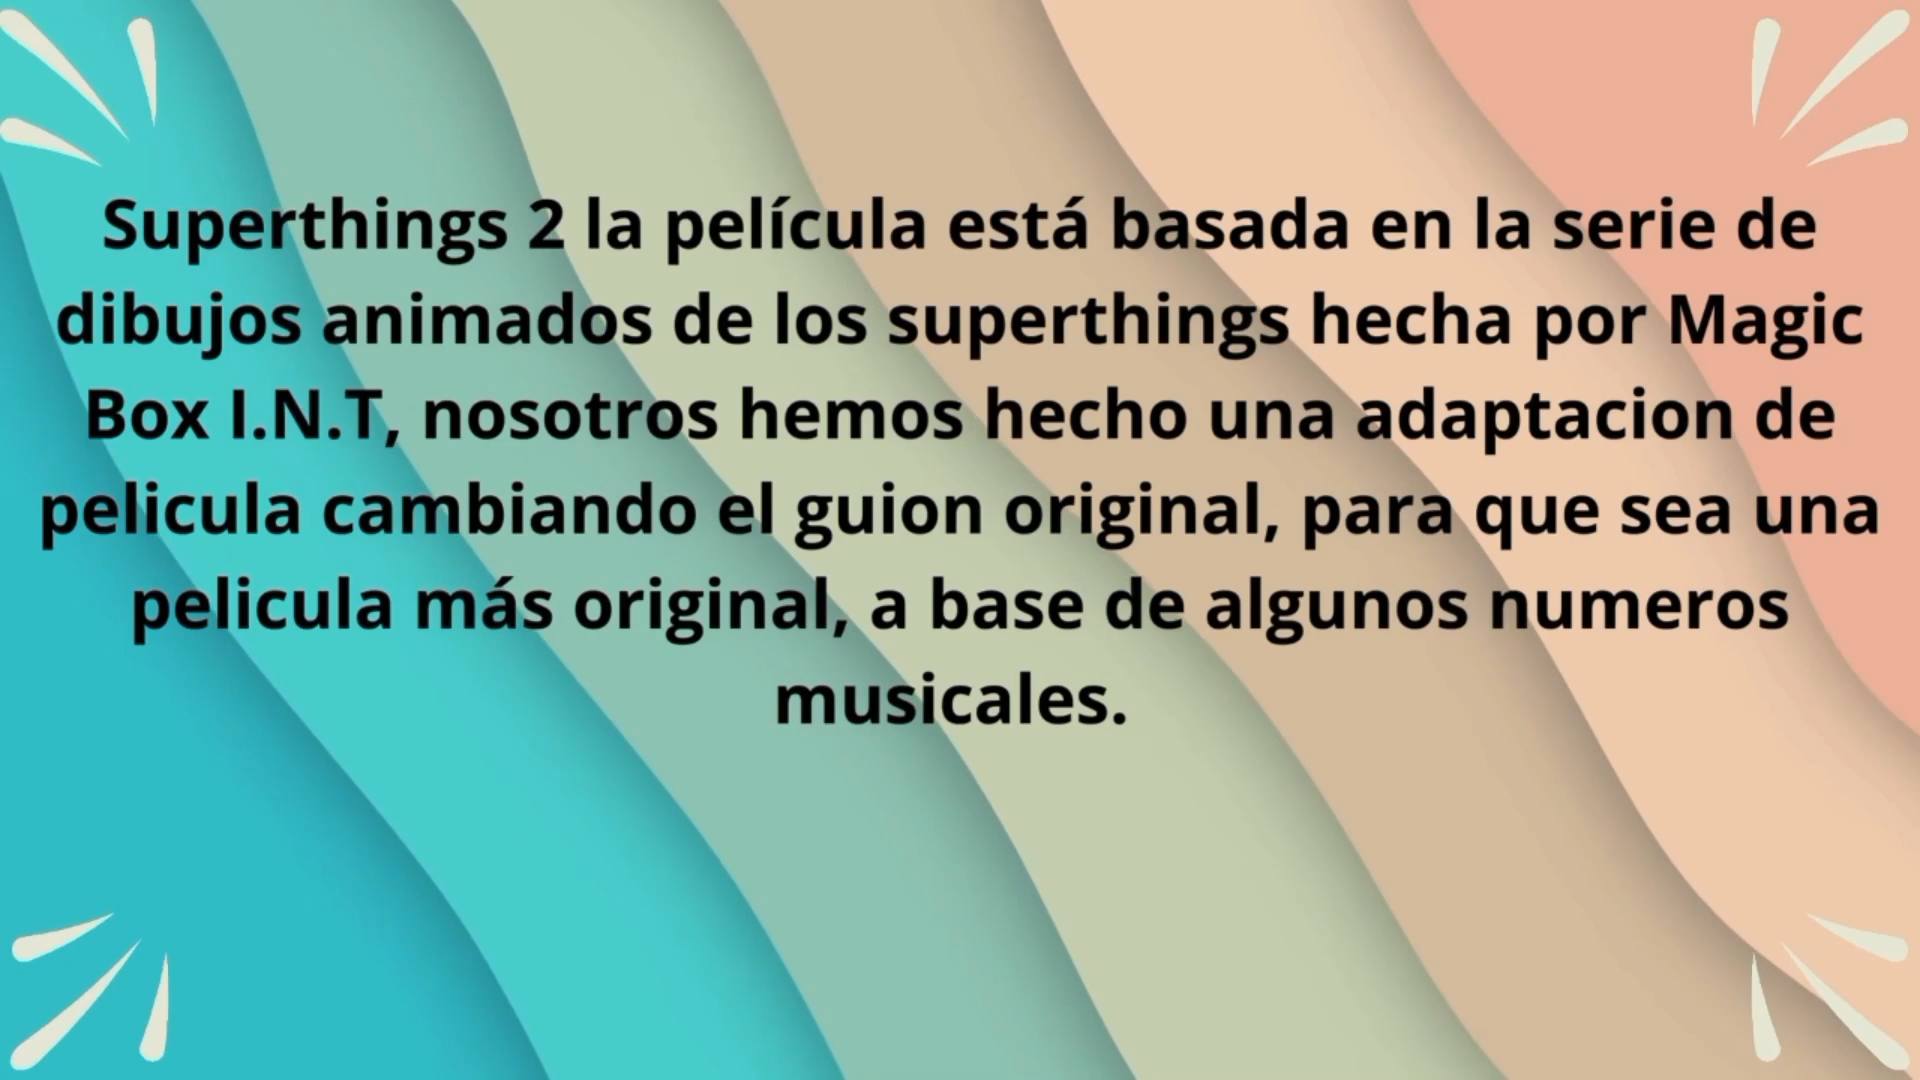 Superthings 2 la película está basada en la serie de
dibujos animados de los superthings hecha por Magic
Box I.N.T, nosotros hemos hecho una adaptacion de
pelicula cambiando el guion original, para que sea una
pelicula más original, a base de algunos numeros
musicales.